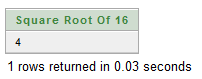 Square Root Of 16
4
1 rows returned in 0.03 seconds